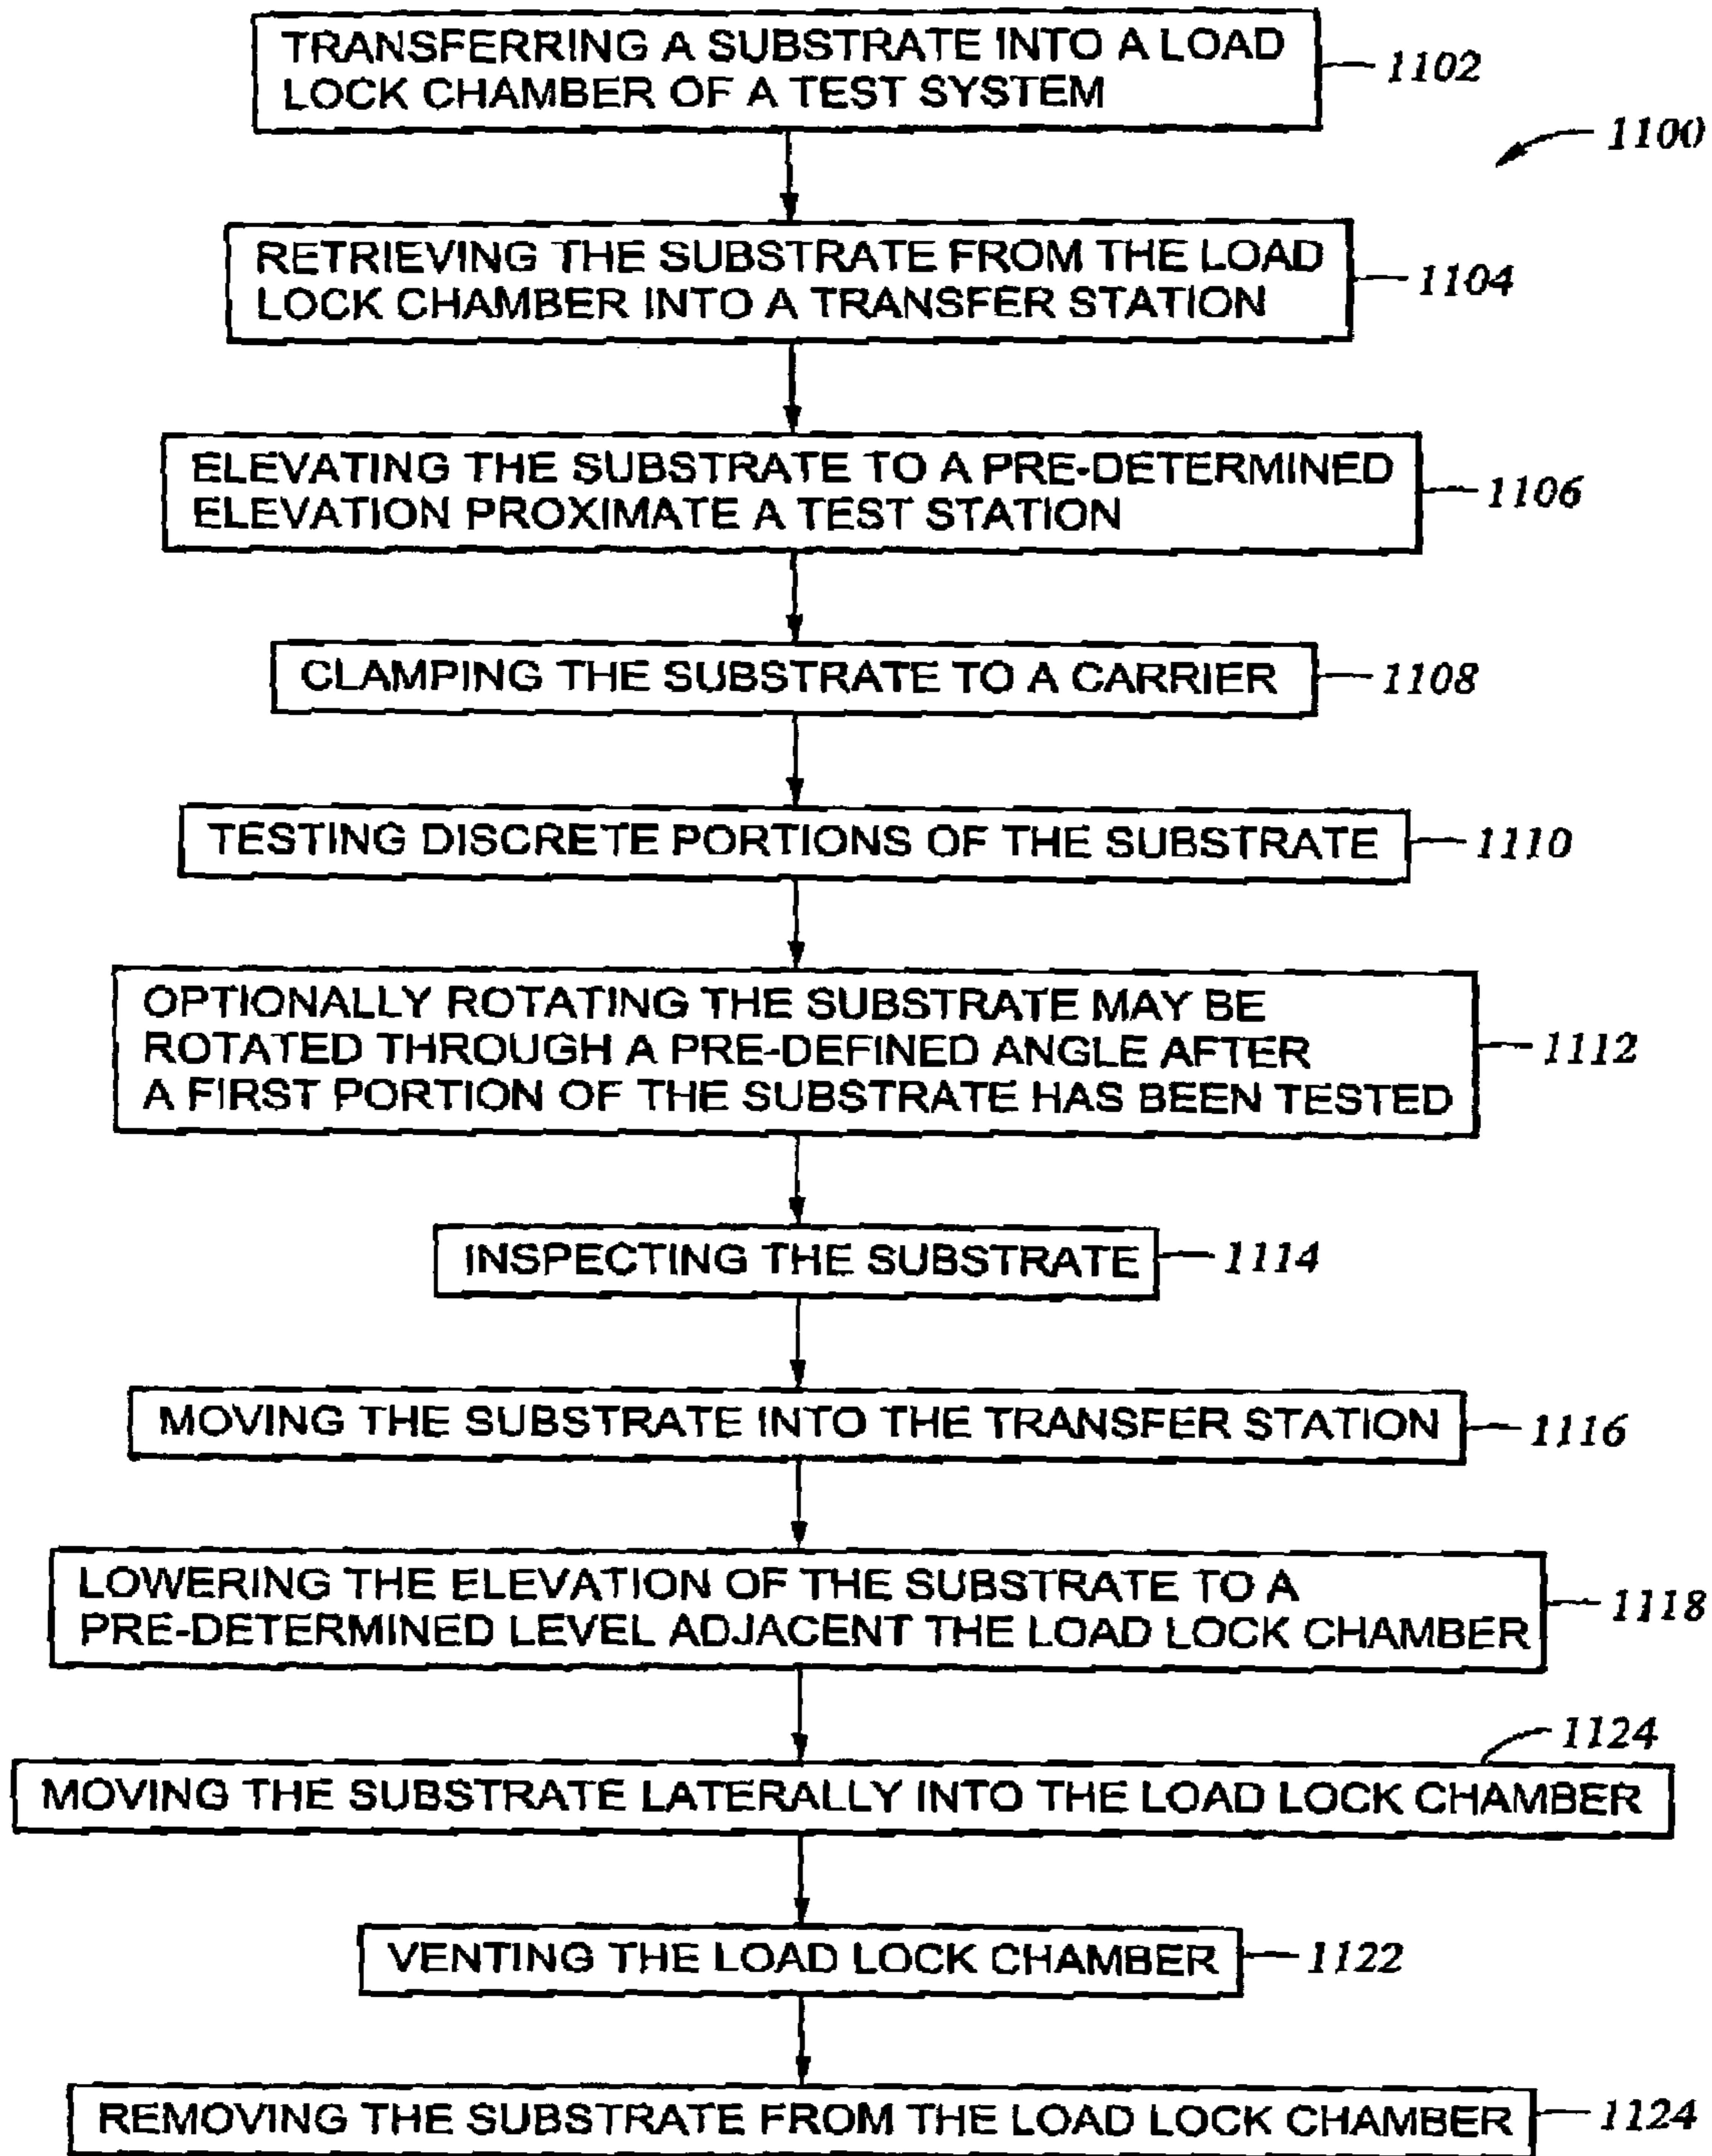 TRANSFERRING A SUBSTRATE INTO A LOAD
LOCK CHAMBER OF A TEST SYSTEM
1102
1100
RETRIEVING THE SUBSTRATE FROM THE LOAD
LOCK CHAMBER INTO A TRANSFER STATION
1104
ELEVATING THE SUBSTRATE TO A PRE-DETERMINED
ELEVATION PROXIMATE A TEST STATION
1106
CLAMPING THE SUBSTRATE TO A CARRIER
1108
TESTING DISCRETE PORTIONS OF THE SUBSTRATE
1110
OPTIONALLY ROTATING THE SUBSTRATE MAY BE
ROTATED THROUGH A PRE-DEFINED ANGLE AFTER
A FIRST PORTION OF THE SUBSTRATE HAS BEEN TESTED
1112
INSPECTING THE SUBSTRATE
1114
MOVING THE SUBSTRATE INTO THE TRANSFER STATION
1116
LOWERING THE ELEVATION OF THE SUBSTRATE TO A
PRE-DETERMINED LEVEL ADJACENT THE LOAD LOCK CHAMBER
1118
1124
MOVING THE SUBSTRATE LATERALLY INTO THE LOAD LOCK CHAMBER
VENTING THE LOAD LOCK CHAMBER
1122
REMOVING THE SUBSTRATE FROM THE LOAD LOCK CHAMBER
1124